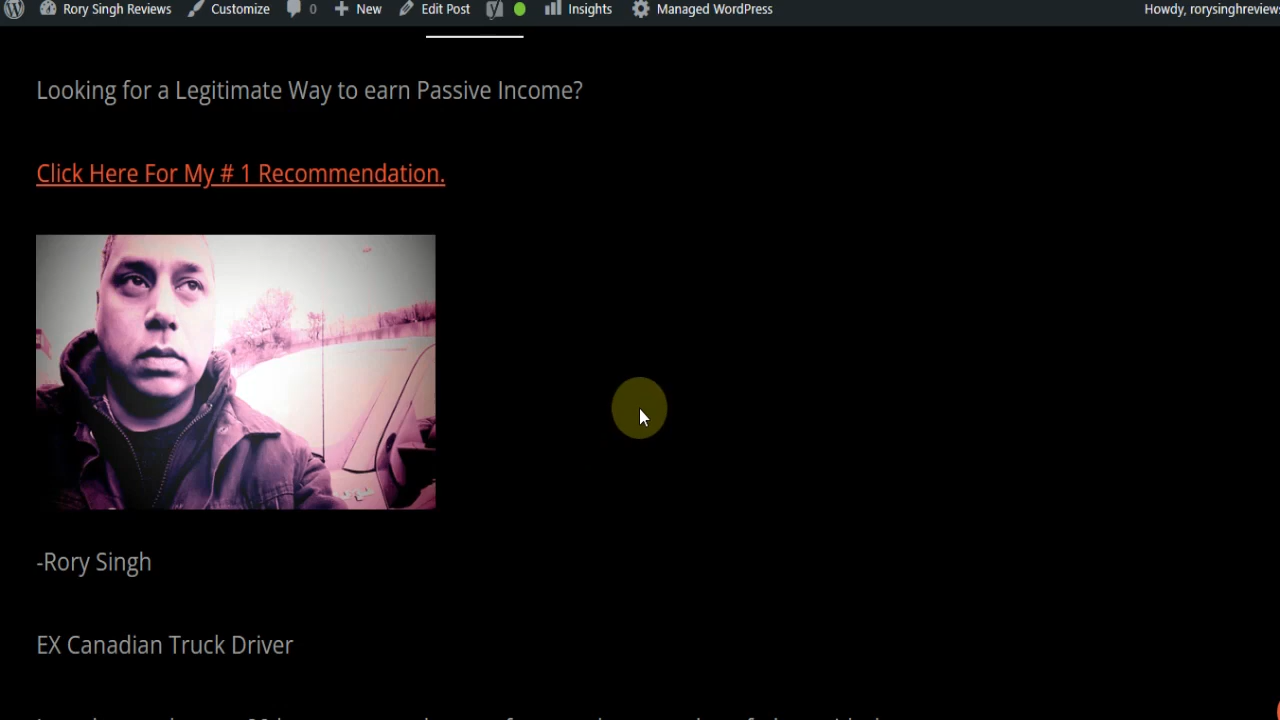 Rory Singh Reviews Customize 0 New Edit Post Insights Managed WordPress Howdy, rorysinghreviews
Looking for a Legitimate Way to earn Passive Income?
Click Here For My # 1 Recommendation.
-Rory Singh
EX Canadian Truck Driver